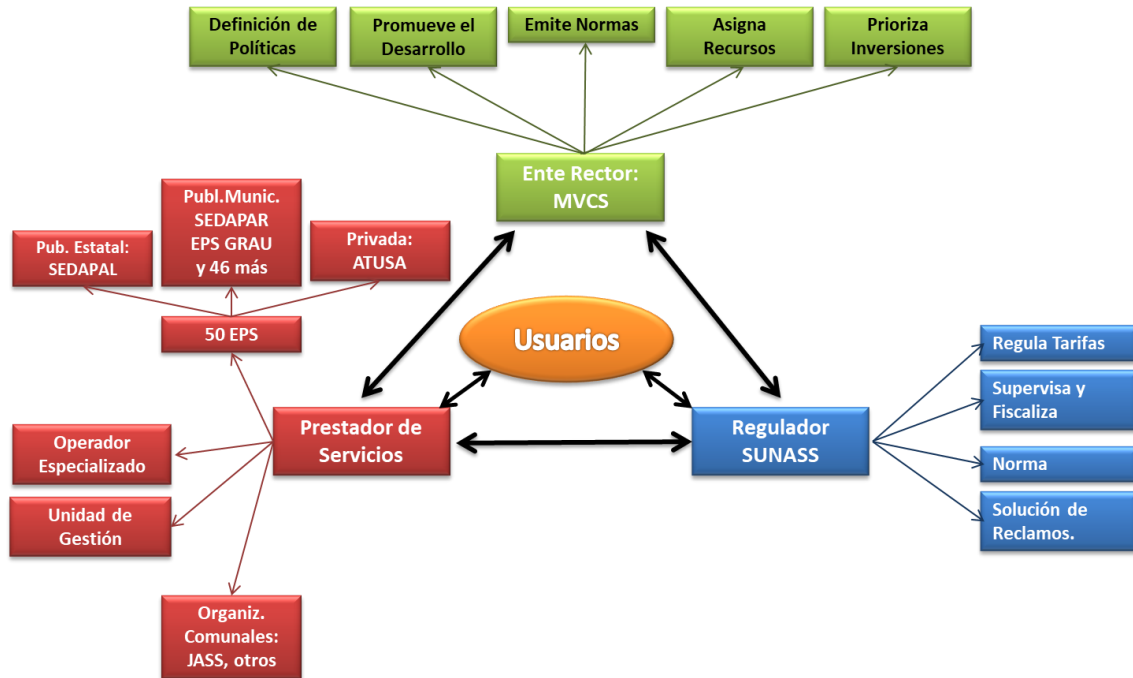 Definición de
Políticas
Promueve el
Desarrollo
Emite Normas
Asigna
Recursos
Prioriza
Inversiones
Ente Rector:
MVCS
Publ.Munic.
SEDAPAR
EPS GRAU
y 46 más
Pub. Estatal:
SEDAPAL
Privada:
ATUSA
50 EPS
Usuarios
Regula Tarifas
Supervisa y
Fiscaliza
Prestador de
Servicios
Regulador
SUNASS
Operador
Especializado
Norma
Unidad de
Gestión
Solución de
Reclamos.
Organiz.
Comunales:
JASS, otros